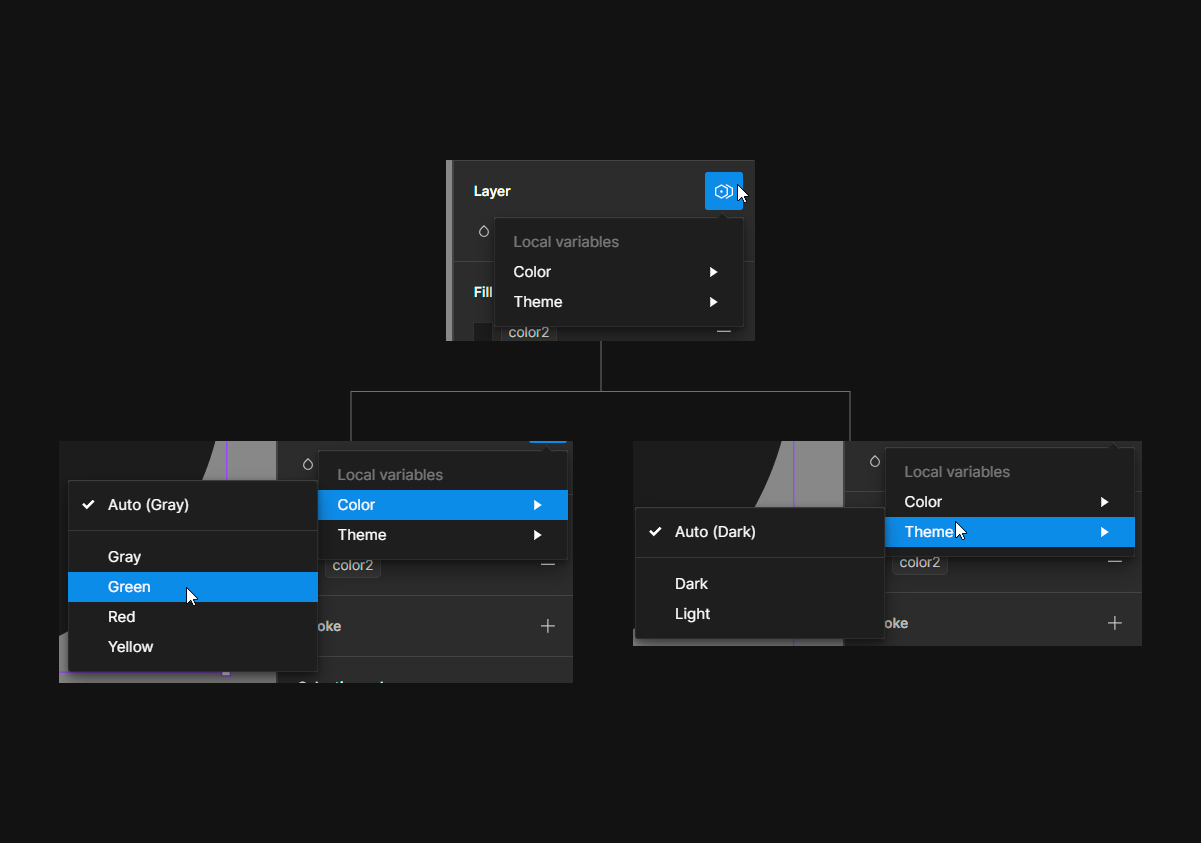 Layer
Local variables
Color
Theme
Fill
color2
Local variables
Auto (Gray)
Color
Theme
Gray
color2
Green
Red
oke
Yellow
Local variables
Color
Auto (Dark)
Theme
color2
Dark
Light
oke